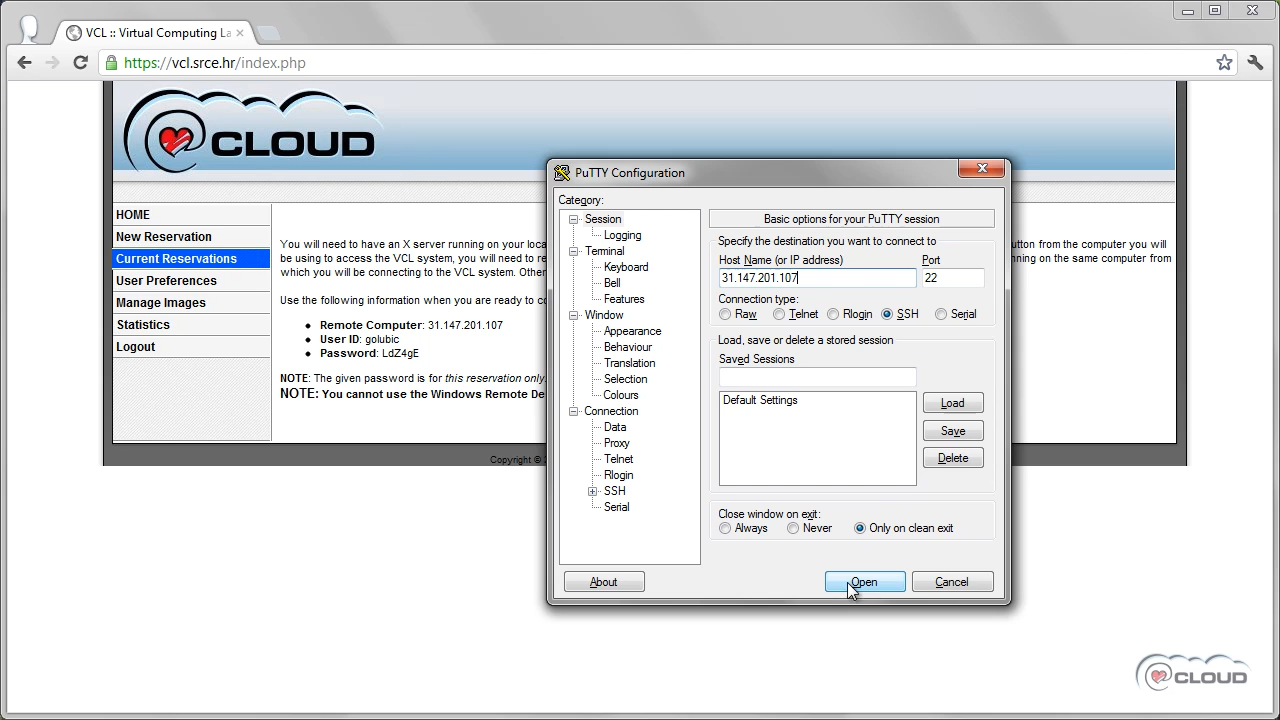 VCL :: Virtual Computing La
https://vcl.srce.hr/index.php
@CLOUD
HOME
New Reservation
Current Reservations
User Preferences
Manage Images
Statistics
Logout
You will need to have an X server running on your loca
be using to access the VCL system, you will need to re
which you will be connecting to the VCL system. Other
utton from the computer you will
nning on the same computer from
Use the following information when you are ready to co
• Remote Computer: 31.147.201.107
• User ID: golubic
• Password: LdZ4gE
NOTE: The given password is for this reservation only.
NOTE: You cannot use the Windows Remote De
Copyright ©
PuTTY Configuration
Category:
Session
Logging
Terminal
Keyboard
Bell
Features
Window
Appearance
Behaviour
Translation
Selection
Colours
Connection
Data
Proxy
Telnet
Rlogin
SSH
Serial
Basic options for your PuTTY session
Specify the destination you want to connect to
Host Name (or IP address) Port
31.147.201.107 22
Connection type:
Raw Telnet Rlogin SSH Serial
Load, save or delete a stored session
Saved Sessions
Default Settings
Load
Save
Delete
Close window on exit:
Always Never Only on clean exit
About Open Cancel
@CLOUD